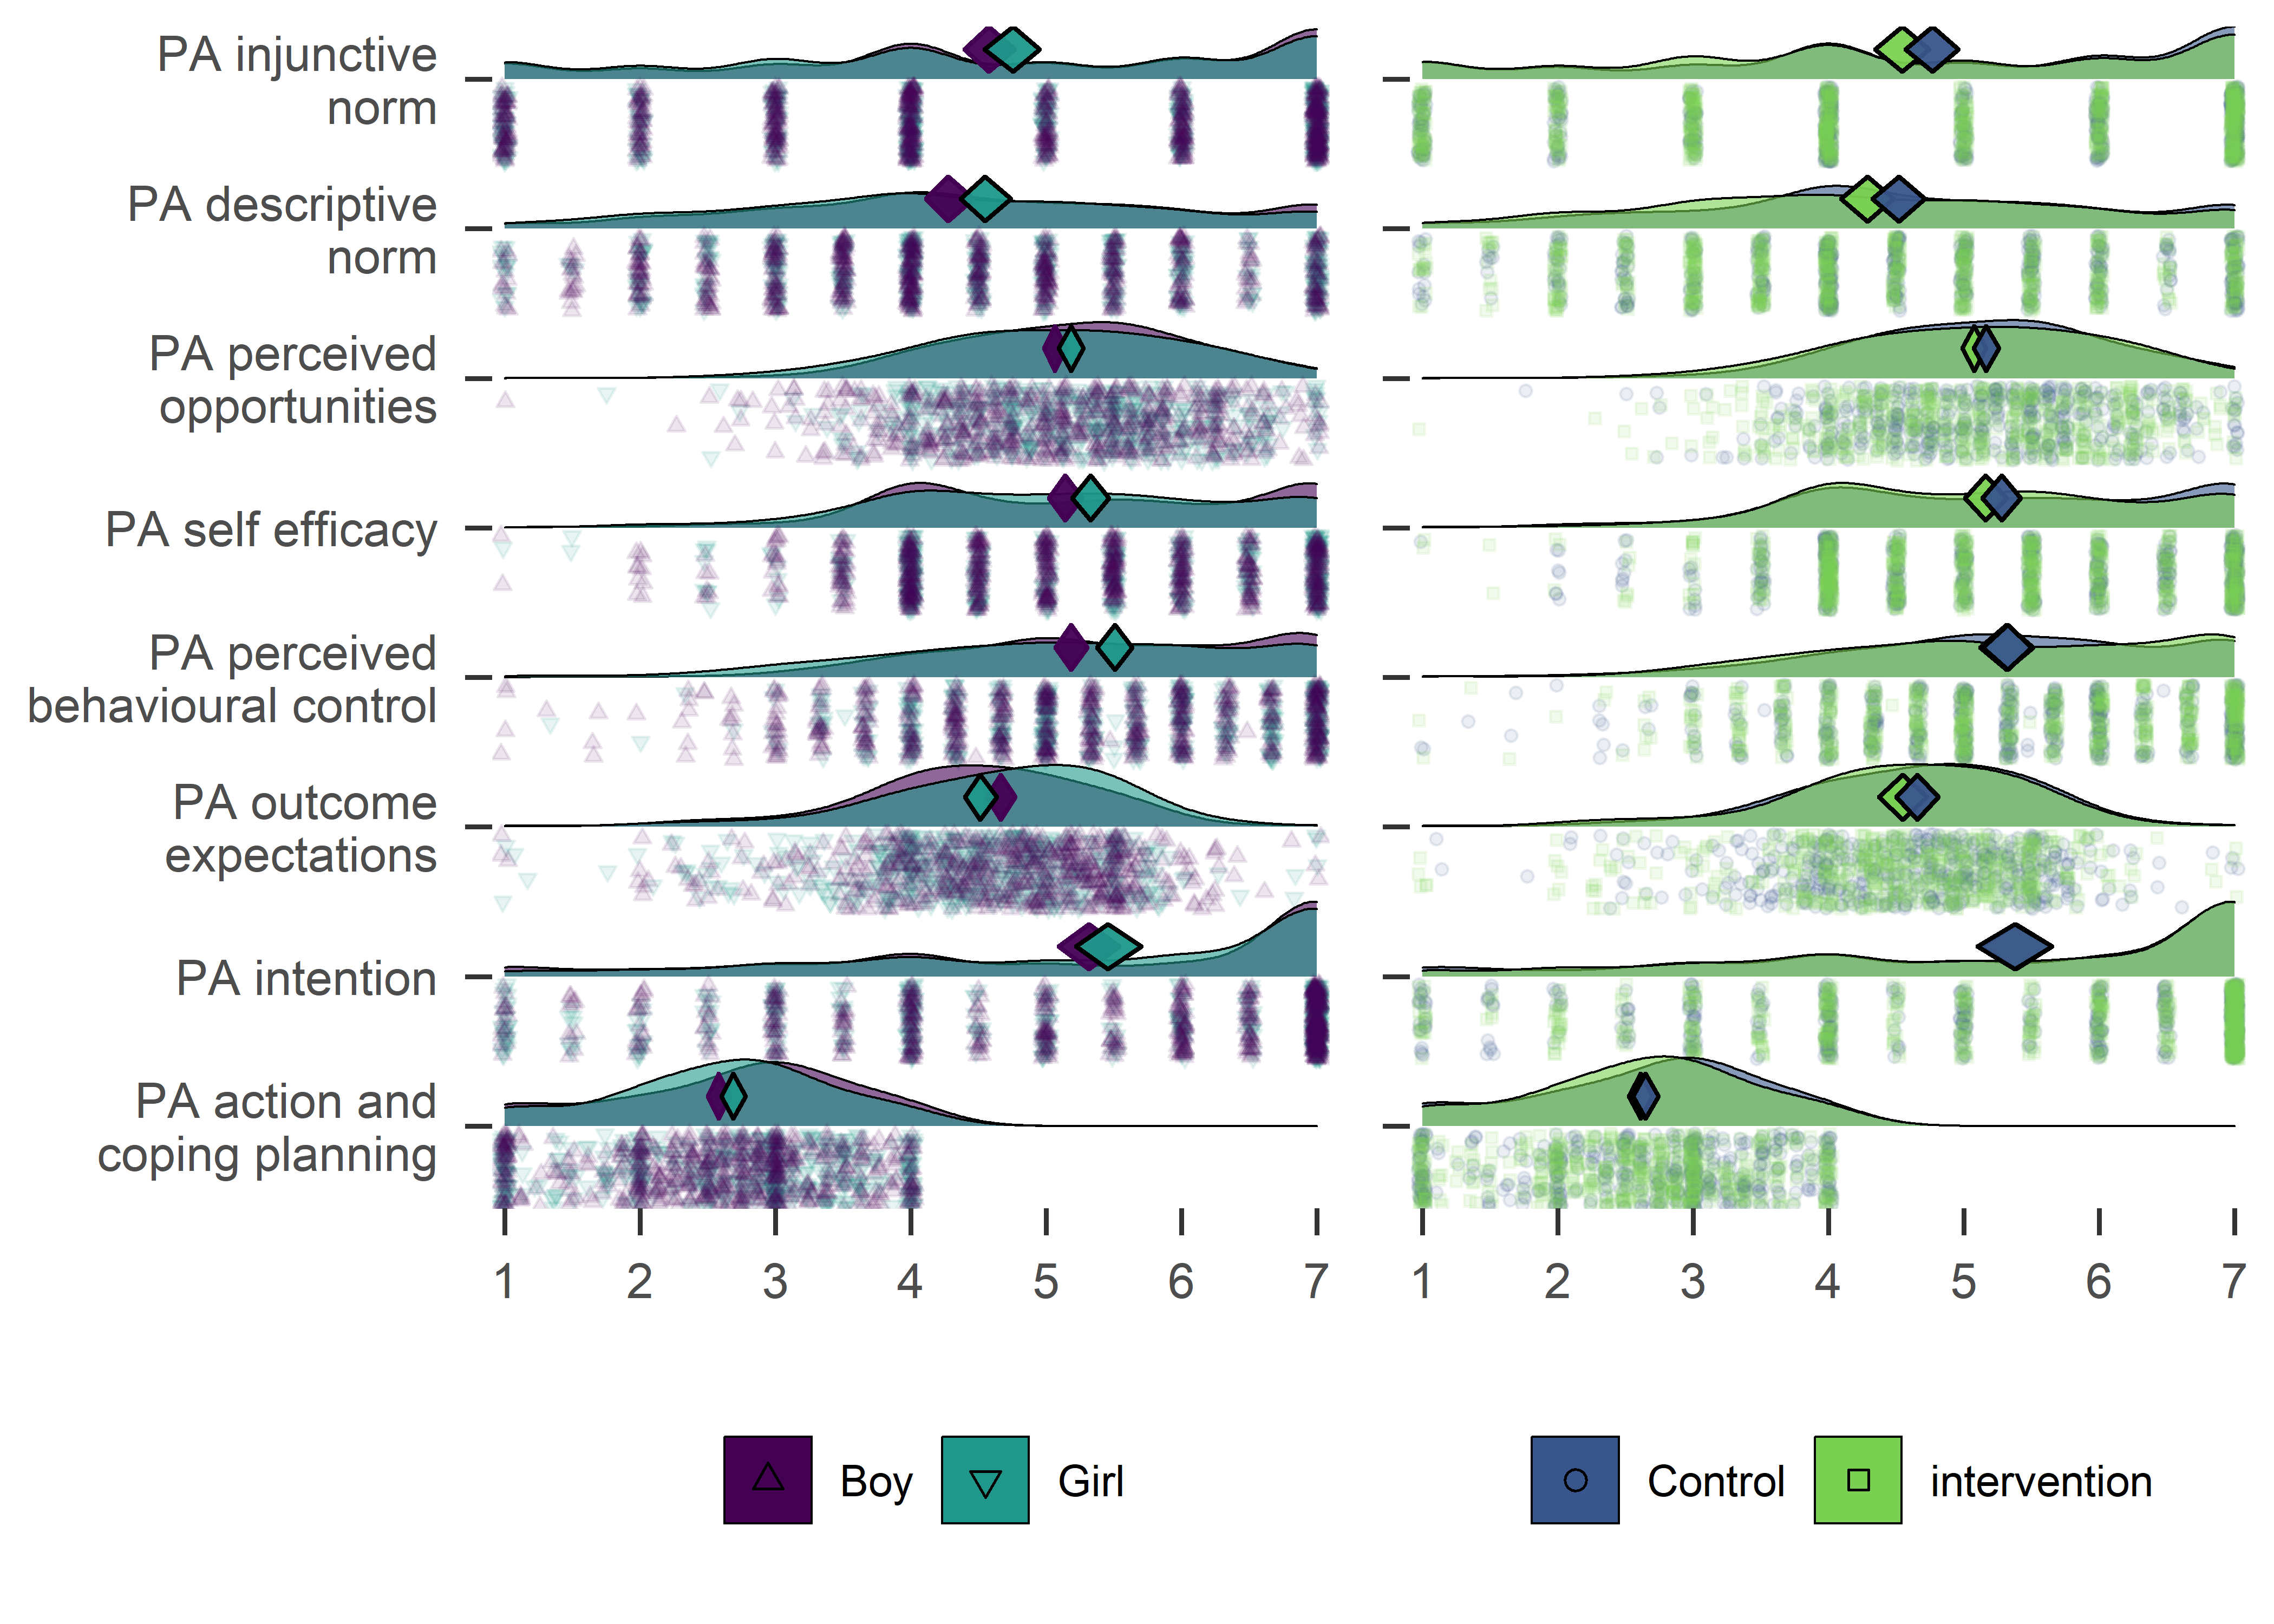 PA injunctive
norm
PA descriptive
norm
PA perceived
opportunities
PA self efficacy
PA perceived
behavioural control
PA outcome
expectations
PA intention
PA action and
coping planning
1 2 3 4 5 6 7
1 2 3 4 5 6 7
Boy Girl
Control intervention